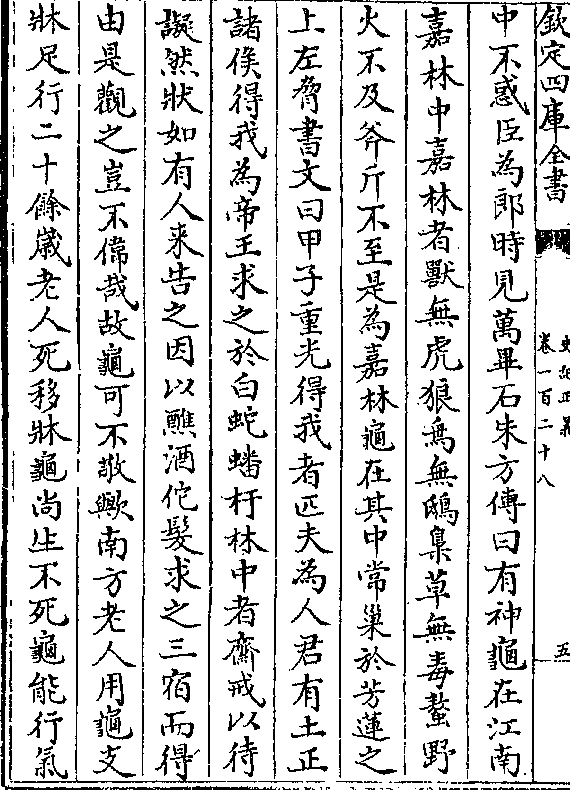 欽定四庫全書
史記正義
卷一百二十八
五
中不惑臣為郎時見萬畢石朱方傳曰有神龜在江南
嘉林中嘉林者獸無虎狼鳥無鴟梟草無毒螫野
火不及斧斤不至是為嘉林龜在其中常巢於芳蓮之
上左脅書文曰甲子重光得我者匹夫為人君有土正
諸侯得我為帝王求之於白蛇蟠杅林中者齋戒以待
譺然狀如有人来告之因以醮酒佗髮求之三宿而得
由是觀之豈不偉哉故龜可不敬歟南方老人用龜支
牀足行二十餘歲老人死移牀龜尚生不死龜能行氣